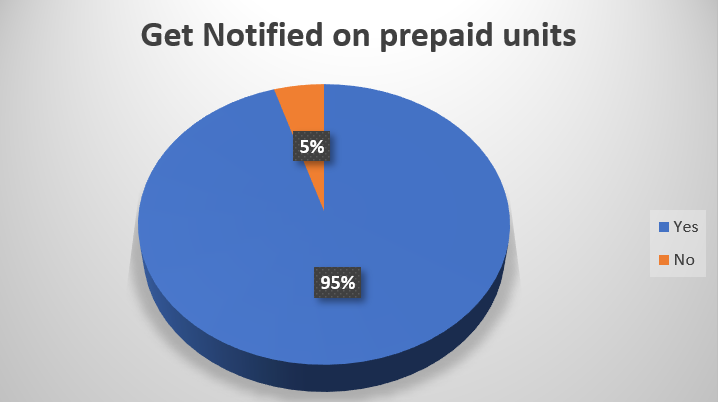 Get Notified on prepaid units
5%
95%
Yes
No